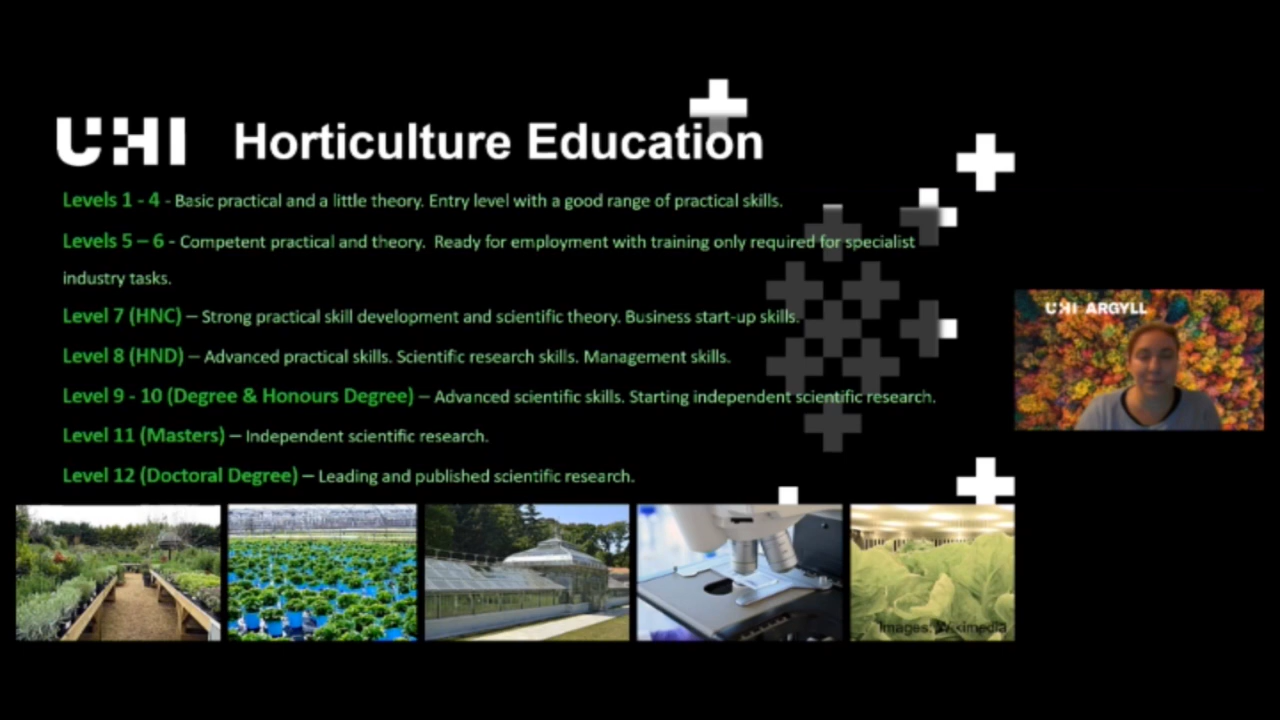 UHI Horticulture Education
Levels 1 - 4 - Basic practical and a little theory. Entry level with a good range of practical skills.
Levels 5 – 6 - Competent practical and theory. Ready for employment with training only required for specialist
industry tasks.
Level 7 (HNC) – Strong practical skill development and scientific theory. Business start-up skills.
Level 8 (HND) – Advanced practical skills. Scientific research skills. Management skills.
Level 9 - 10 (Degree & Honours Degree) – Advanced scientific skills. Starting independent scientific research.
Level 11 (Masters) – Independent scientific research.
Level 12 (Doctoral Degree) – Leading and published scientific research.
UHI ARGYLL
Images: Wikimedia